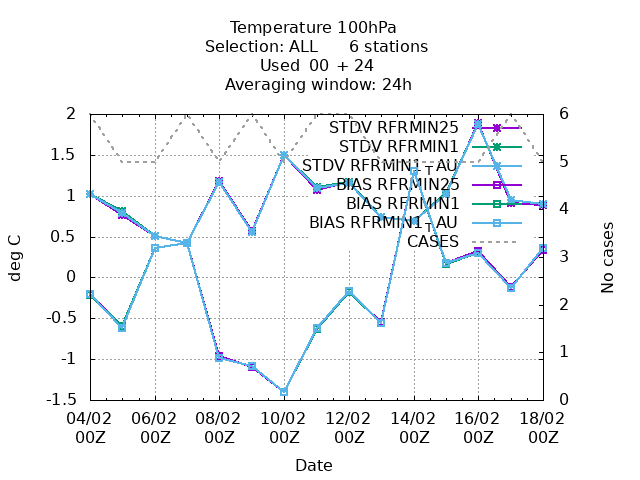 Temperature 100hPa
Selection: ALL 6 stations
Used 00 + 24
Averaging window: 24h
2
1.5
1
0.5
0
-0.5
-1
-1.5
deg C
6
5
4
3
2
1
0
No cases
STDV RFRMIN25
STDV RFRMIN1
STDV RFRMIN1_TAU
BIAS RFRMIN25
BIAS RFRMIN1
BIAS RFRMIN1_TAU
CASES
04/02 06/02 08/02 10/02 12/02 14/02 16/02 18/02
00Z 00Z 00Z 00Z 00Z 00Z 00Z 00Z
Date